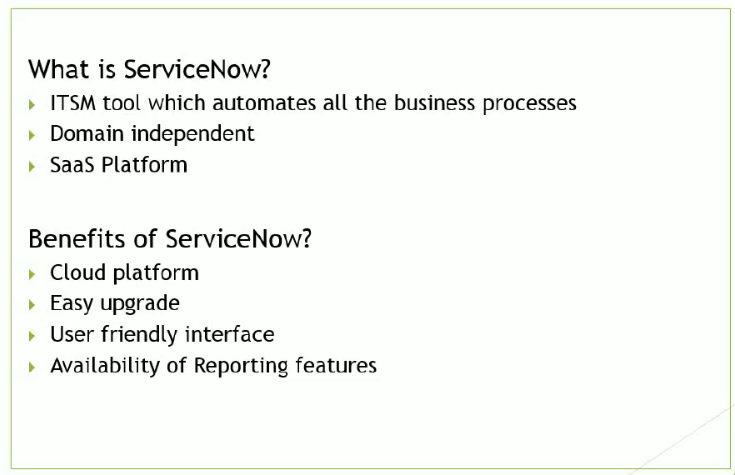 What is ServiceNow?
ITSM tool which automates all the business processes
Domain independent
SaaS Platform
Benefits of ServiceNow?
Cloud platform
Easy upgrade
User friendly interface
Availability of Reporting features